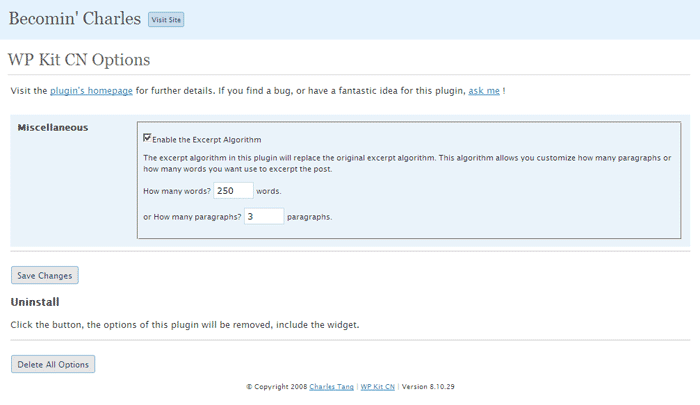 Becomin' Charles Visit Site
WP Kit CN Options
Visit the plugin's homepage for further details. If you find a bug, or have a fantastic idea for this plugin, ask me !
Miscellaneous
Enable the Excerpt Algorithm
The excerpt algorithm in this plugin will replace the original excerpt algorithm. This algorithm allows you customize how many paragraphs or
how many words you want use to excerpt the post.
How many words? 250 words.
or How many paragraphs? 3 paragraphs.
Save Changes
Uninstall
Click the button, the options of this plugin will be removed, include the widget.
Delete All Options
© Copyright 2008 Charles Tang | WP Kit CN | Version 8.10.29